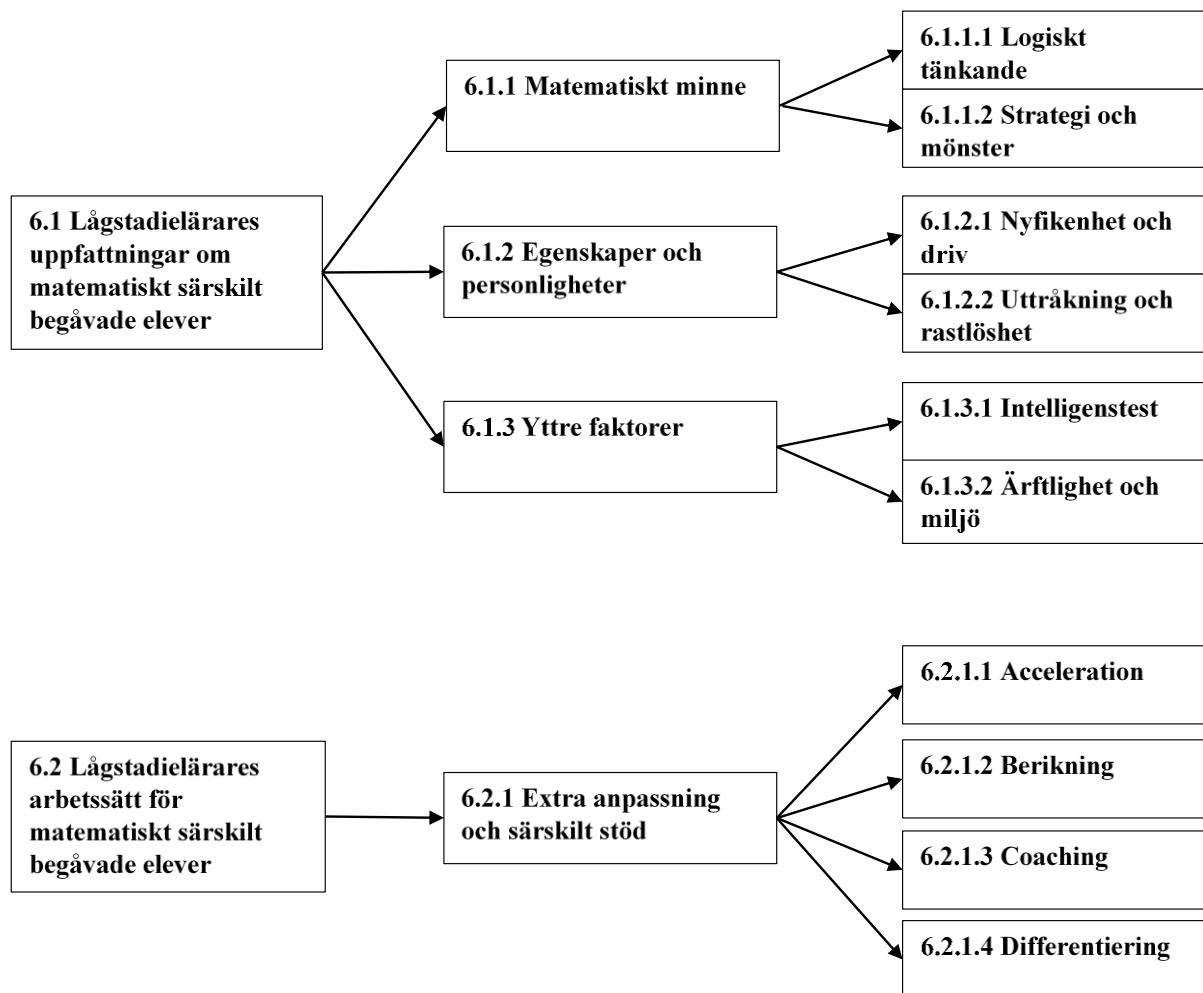 6.1 Lågstadielärares
uppfattningar om
matematiskt särskilt
begåvade elever
6.1.1 Matematiskt minne
6.1.1.1 Logiskt
tänkande
6.1.1.2 Strategi och
mönster
6.1.2 Egenskaper och
personligheter
6.1.2.1 Nyfikenhet och
driv
6.1.2.2 Uttråkning och
rastlöshet
6.1.3 Yttre faktorer
6.1.3.1 Intelligenstest
6.1.3.2 Ärftlighet och
miljö
6.2 Lågstadielärares
arbetssätt för
matematiskt särskilt
begåvade elever
6.2.1 Extra anpassning
och särskilt stöd
6.2.1.1 Acceleration
6.2.1.2 Berikning
6.2.1.3 Coaching
6.2.1.4 Differentiering